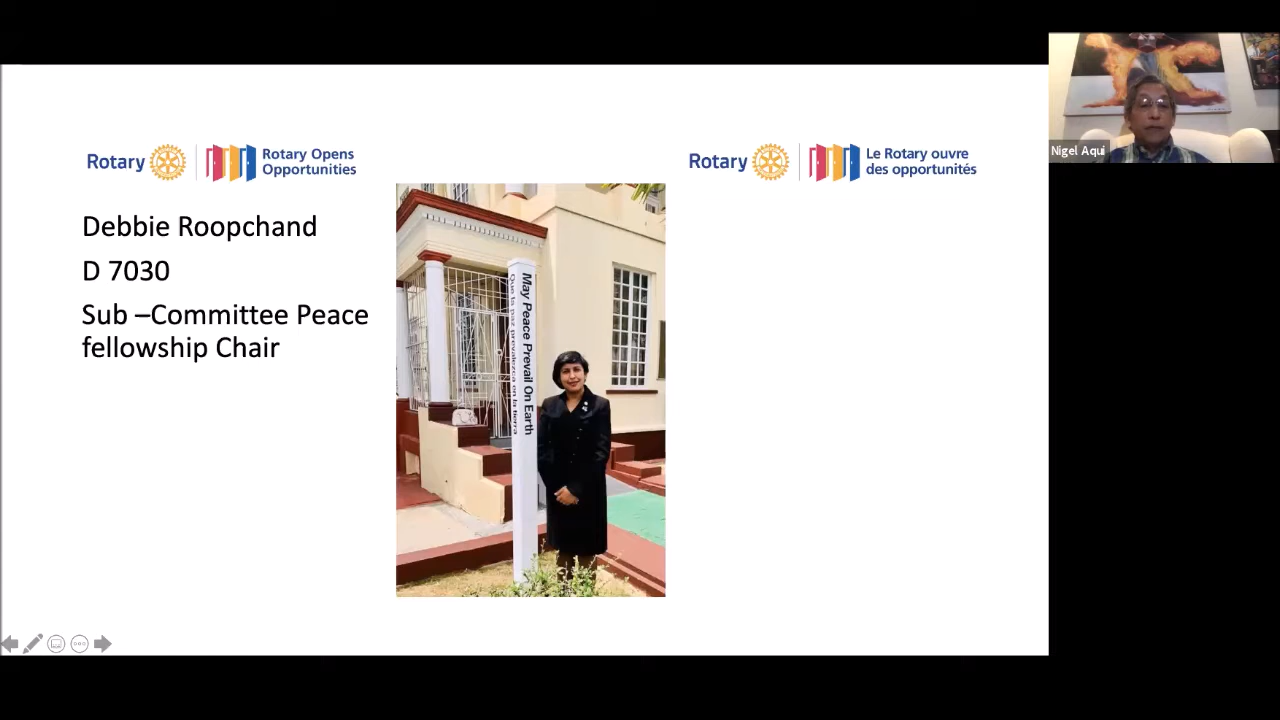 Rotary
Rotary Opens
Opportunities
Rotary
Le Rotary ouvre
des opportunités
Nigel Aqui
Debbie Roopchand
D 7030
Sub –Committee Peace
fellowship Chair
May Peace Prevail On Earth
Que la paz prevalezca en la tierra